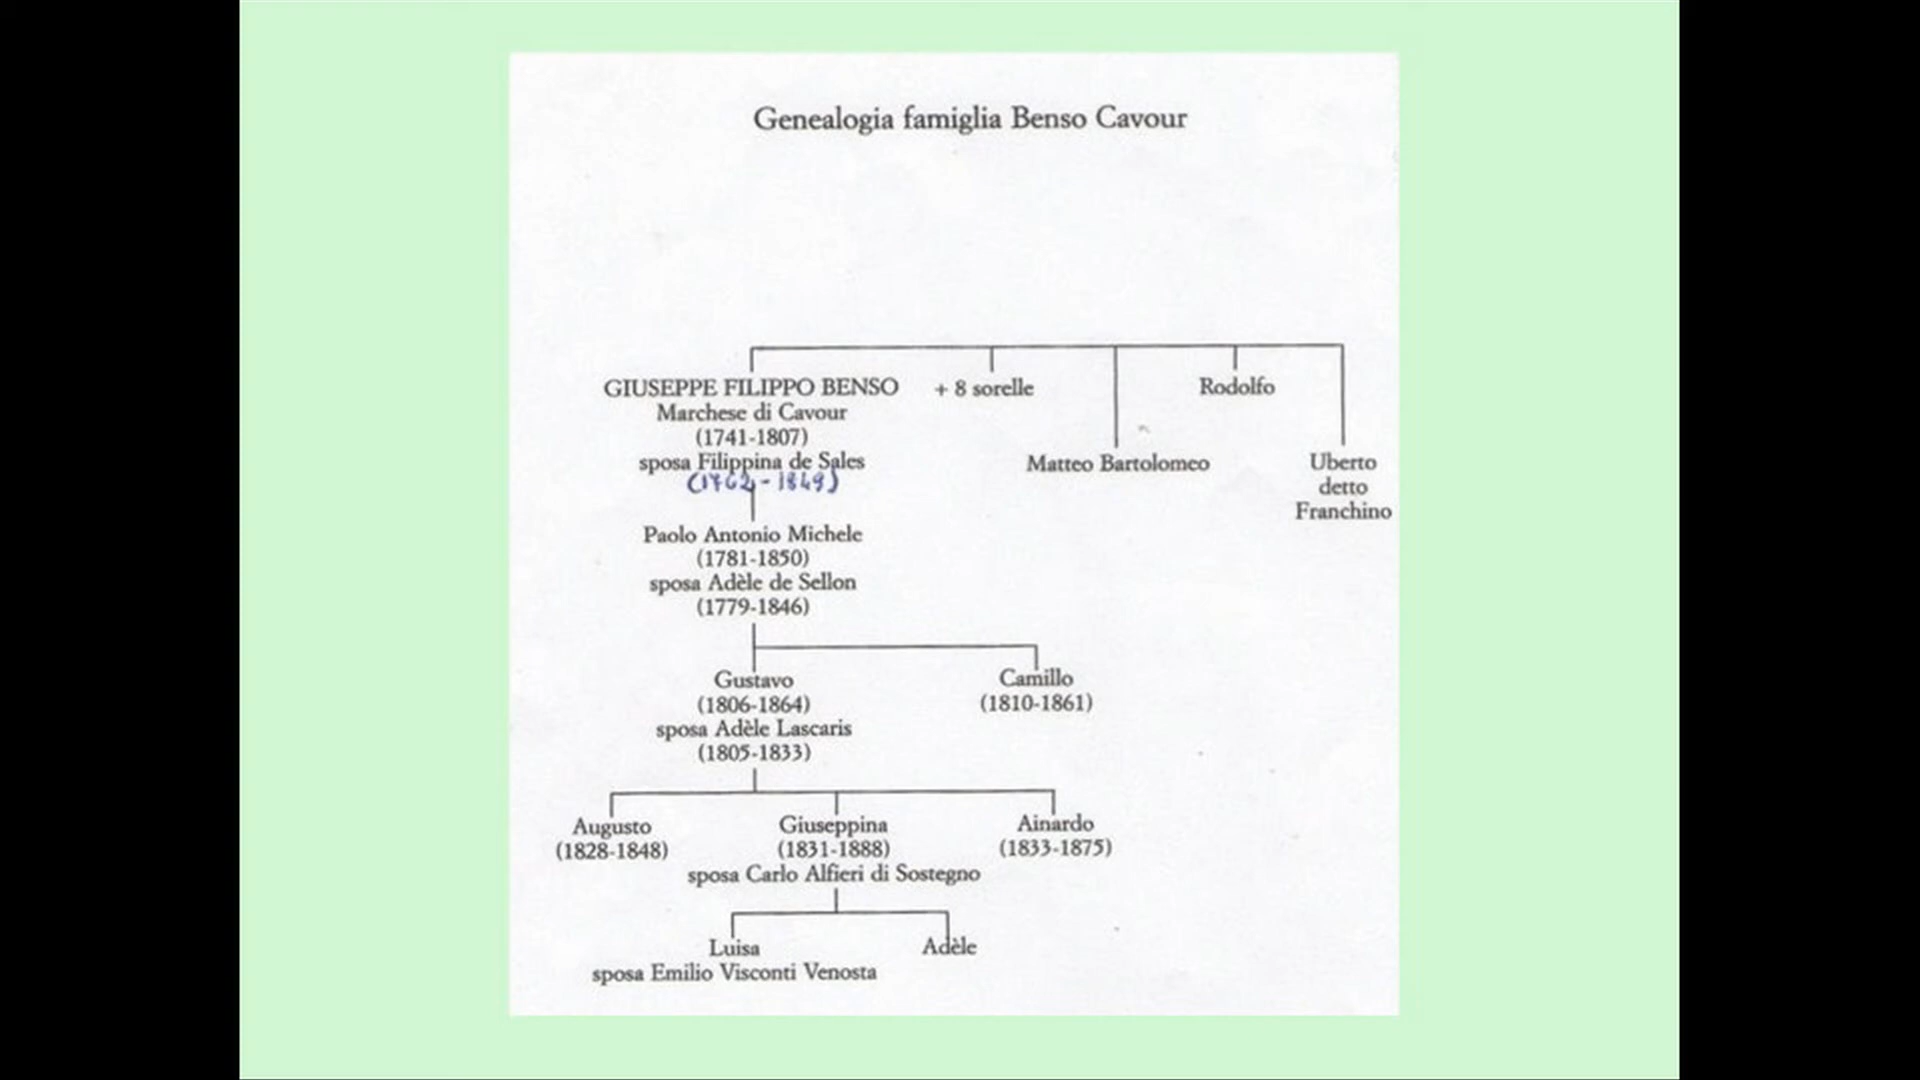 Genealogia famiglia Benso Cavour
GIUSEPPE FILIPPO BENSO
Marchese di Cavour
(1741-1807)
sposa Filippina de Sales
(1762-1849)
+ 8 sorelle
Matteo Bartolomeo
Rodolfo
Uberto
detto
Franchino
Paolo Antonio Michele
(1781-1850)
sposa Adèle de Sellon
(1779-1846)
Gustavo
(1806-1864)
sposa Adèle Lascaris
(1805-1833)
Camillo
(1810-1861)
Augusto
(1828-1848)
Giuseppina
(1831-1888)
sposa Carlo Alfieri di Sostegno
Ainardo
(1833-1875)
Luisa
sposa Emilio Visconti Venosta
Adèle